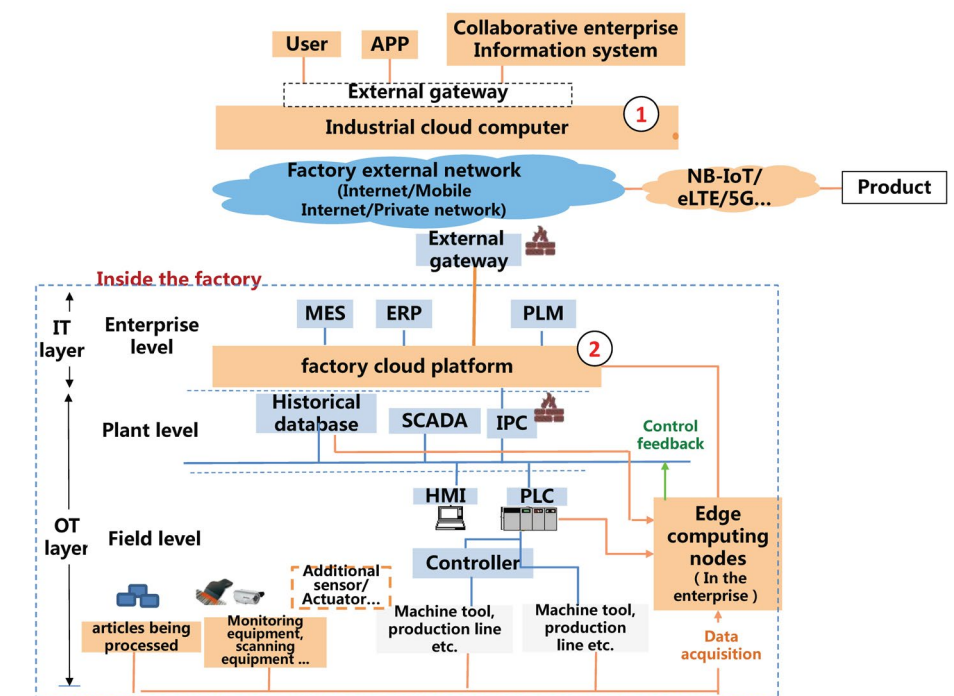 User
APP
Collaborative enterprise
Information system
External gateway
Industrial cloud computer
1
Factory external network
(Internet/Mobile
Internet/Private network)
NB-IoT/
eLTE/5G...
Product
External
gateway
Inside the factory
IT
layer
Enterprise
level
MES
ERP
PLM
factory cloud platform
2
Plant level
Historical
database
SCADA
IPC
Control
feedback
HMI
PLC
OT
layer
Field level
Controller
Edge
computing
nodes
( In the
enterprise )
Additional
sensor/
Actuator...
articles being
processed
Monitoring
equipment,
scanning
equipment ...
Machine tool,
production line
etc.
Machine tool,
production
line etc.
Data
acquisition